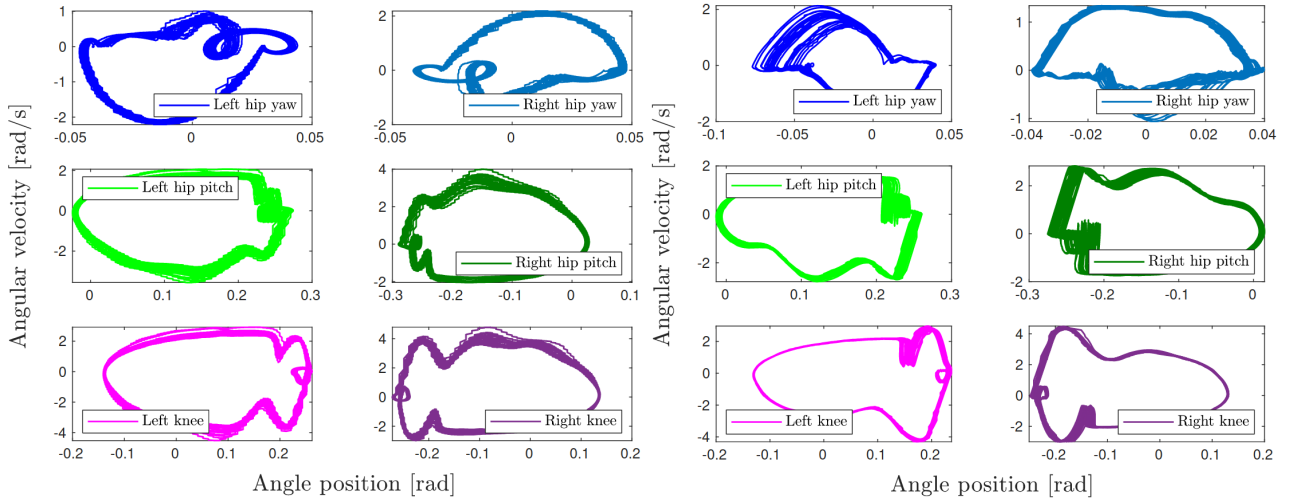 Angular velocity [rad/s]
1
0
-1
-2
Left hip yaw
-0.05 0 0.05
2
0
-2
Right hip yaw
-0.05 0 0.05
2
0
-2
Left hip pitch
0 0.1 0.2 0.3
4
2
0
-2
Right hip pitch
-0.3 -0.2 -0.1 0 0.1
2
0
-2
-4
Left knee
-0.2 -0.1 0 0.1 0.2
4
2
0
-2
Right knee
-0.3 -0.2 -0.1 0 0.1 0.2
Angle position [rad]
Angular velocity [rad/s]
2
0
-2
Left hip yaw
-0.1 -0.05 0 0.05
1
0
-1
Right hip yaw
-0.04 -0.02 0 0.02 0.04
2
0
-2
Left hip pitch
0 0.1 0.2 0.3
2
0
-2
Right hip pitch
-0.3 -0.2 -0.1 0
2
0
-2
-4
Left knee
-0.2 -0.1 0 0.1 0.2
4
2
0
-2
Right knee
-0.2 -0.1 0 0.1 0.2
Angle position [rad]